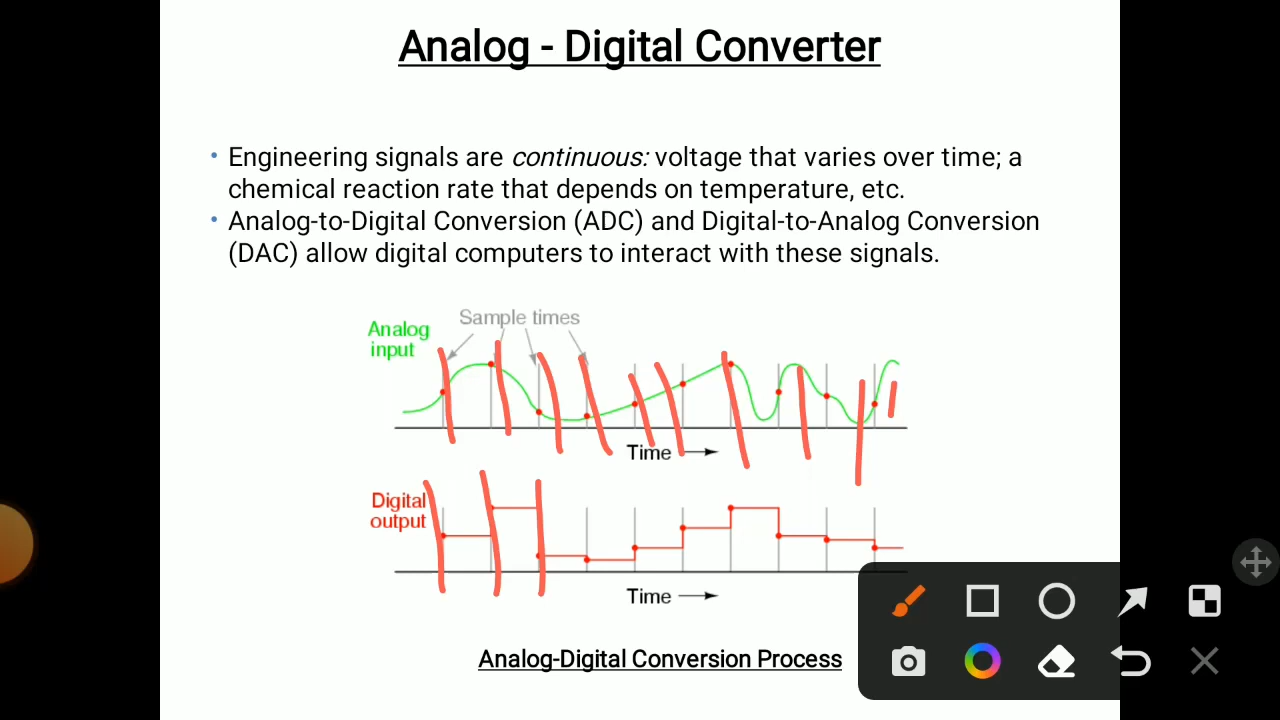 Analog - Digital Converter
• Engineering signals are continuous: voltage that varies over time; a
chemical reaction rate that depends on temperature, etc.
• Analog-to-Digital Conversion (ADC) and Digital-to-Analog Conversion
(DAC) allow digital computers to interact with these signals.
Sample times
Analog
input
Time
Digital
output
Time
Analog-Digital Conversion Process